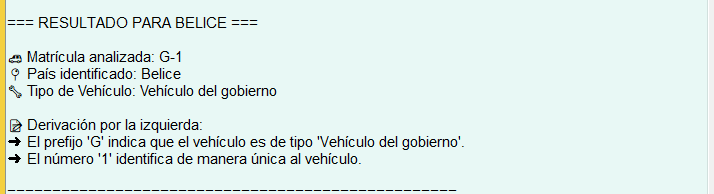 === RESULTADO PARA BELICE ===
🚗 Matrícula analizada: G-1
📍 País identificado: Belice
🔧 Tipo de Vehículo: Vehículo del gobierno
📝 Derivación por la izquierda:
➜ El prefijo 'G' indica que el vehículo es de tipo 'Vehículo del gobierno'.
➜ El número '1' identifica de manera única al vehículo.
==================================================